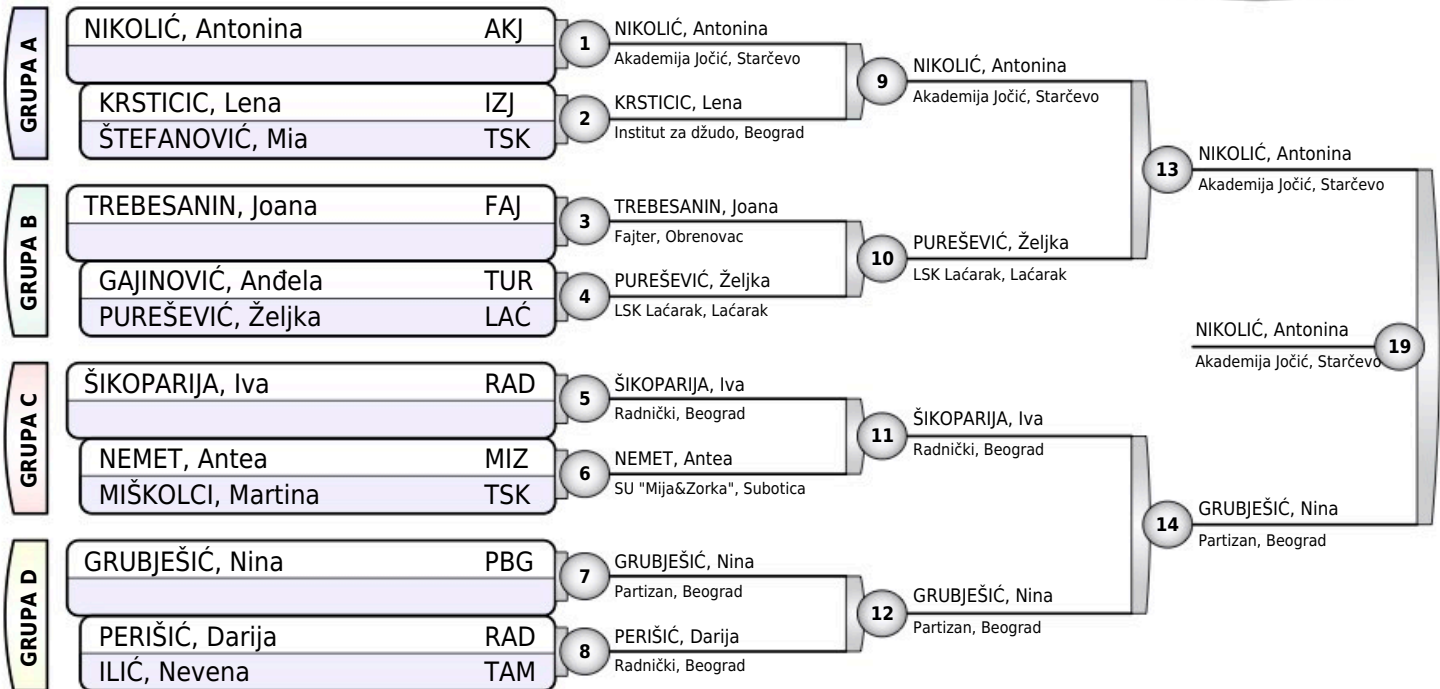 GRUPA A
NIKOLIĆ, Antonina AKJ
KRSTICIC, Lena IZJ
ŠTEFANOVIĆ, Mia TSK
GRUPA B
TREBESANIN, Joana FAJ
GAJINOVIĆ, Anđela TUR
PUREŠEVIĆ, Željka LAĆ
GRUPA C
ŠIKOPARIJA, Iva RAD
NEMET, Antea MIZ
MIŠKOLCI, Martina TSK
GRUPA D
GRUBJEŠIĆ, Nina PBG
PERIŠIĆ, Darija RAD
ILIĆ, Nevena TAM
1
NIKOLIĆ, Antonina
Akademija Jočić, Starčevo
2
KRSTICIC, Lena
Institut za džudo, Beograd
3
TREBESANIN, Joana
Fajter, Obrenovac
4
PUREŠEVIĆ, Željka
LSK Laćarak, Laćarak
5
ŠIKOPARIJA, Iva
Radnički, Beograd
6
NEMET, Antea
SU "Mija&Zorka", Subotica
7
GRUBJEŠIĆ, Nina
Partizan, Beograd
8
PERIŠIĆ, Darija
Radnički, Beograd
9
NIKOLIĆ, Antonina
Akademija Jočić, Starčevo
10
PUREŠEVIĆ, Željka
LSK Laćarak, Laćarak
11
ŠIKOPARIJA, Iva
Radnički, Beograd
12
GRUBJEŠIĆ, Nina
Partizan, Beograd
13
NIKOLIĆ, Antonina
Akademija Jočić, Starčevo
14
GRUBJEŠIĆ, Nina
Partizan, Beograd
NIKOLIĆ, Antonina
Akademija Jočić, Starčevo
19